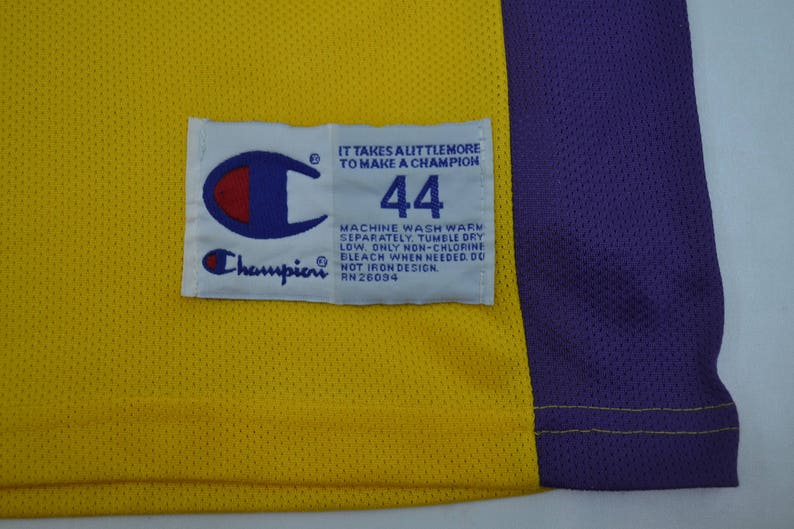 IT TAKES A LITTLE MORE
TO MAKE A CHAMPION
44
MACHINE WASH WARM
SEPARATELY, TUMBLE DRY
LOW, ONLY NON-CHLORINE
BLEACH WHEN NEEDED. DO
NOT IRON DESIGN.
RN 26094
Champion